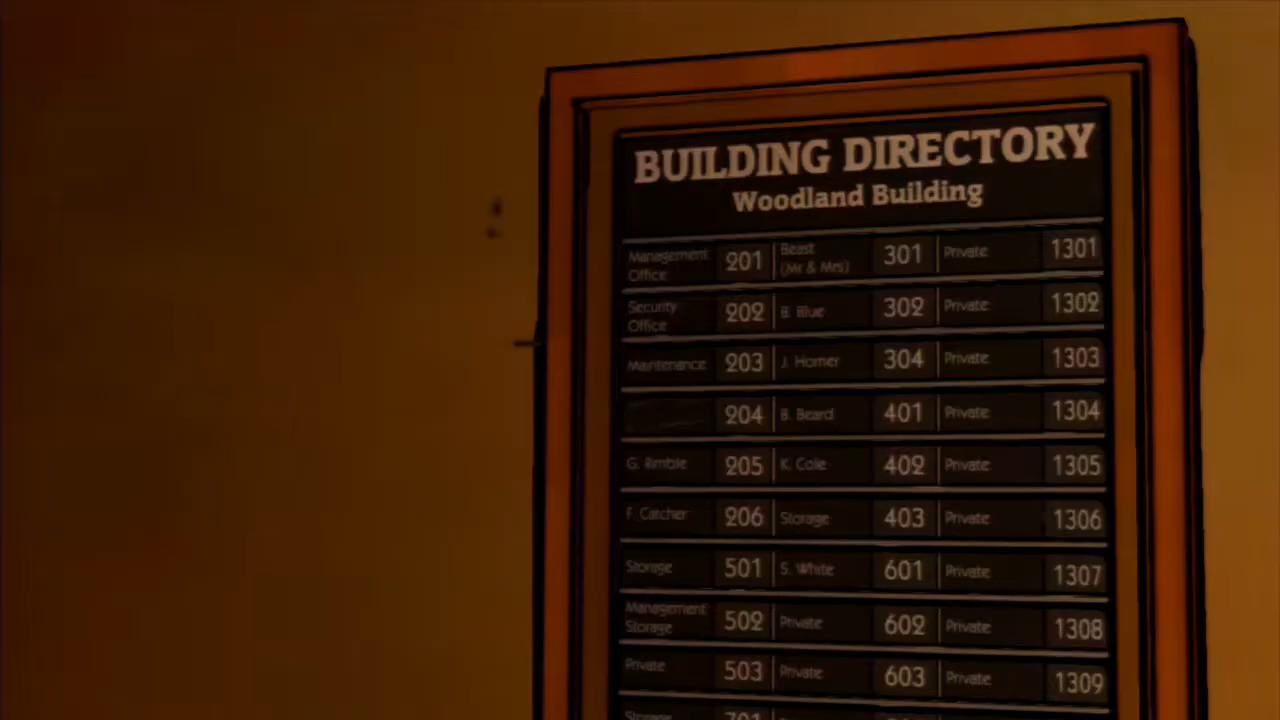 BUILDING DIRECTORY
Woodland Building
Management Office 201 Beast (Mr & Mrs) 301 Private 1301
Security Office 202 B. Blue 302 Private 1302
Maintenance 203 J. Horner 304 Private 1303
204 B. Beard 401 Private 1304
G. Rimble 205 K. Cole 402 Private 1305
F. Catcher 206 Storage 403 Private 1306
Storage 501 S. White 601 Private 1307
Management Storage 502 Private 602 Private 1308
Private 503 Private 603 Private 1309
Storage 701